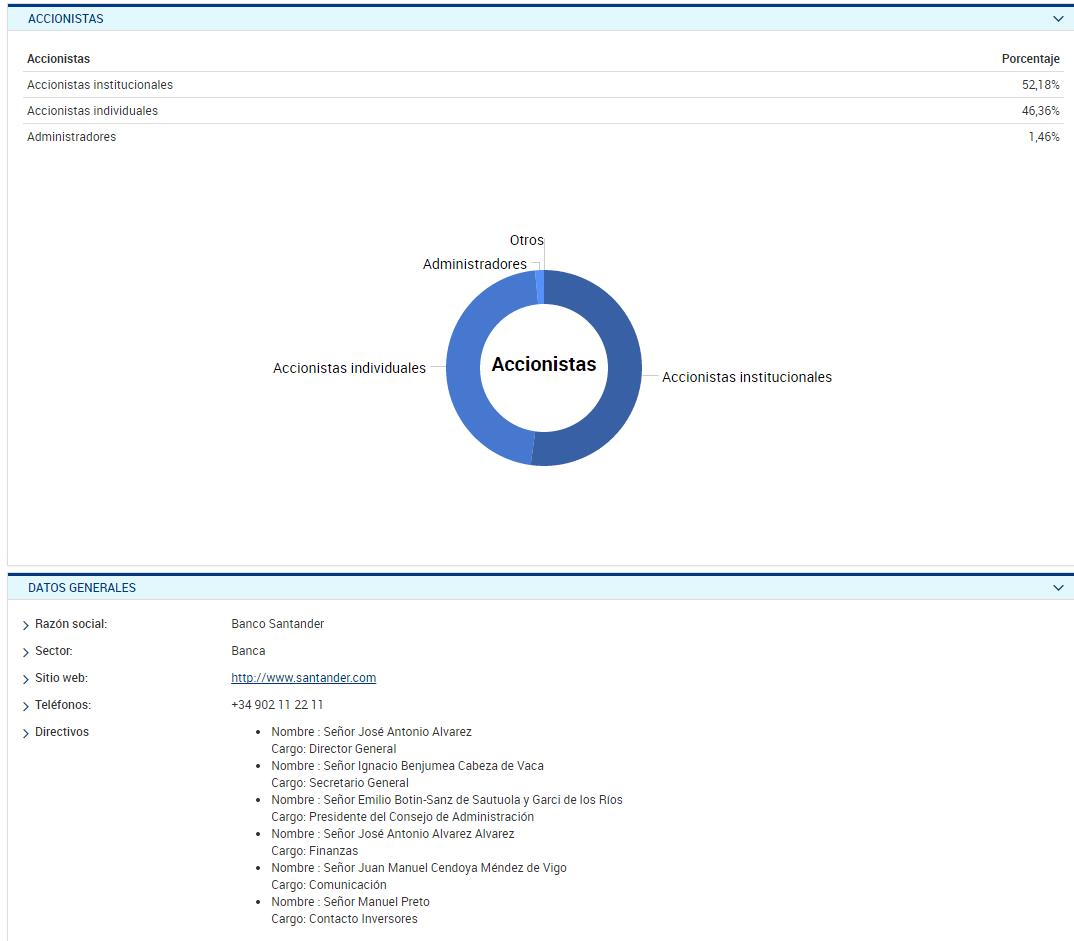 ACCIONISTAS
Accionistas Porcentaje
Accionistas institucionales 52,18%
Accionistas individuales 46,36%
Administradores 1,46%
Otros
Administradores
Accionistas individuales
Accionistas
Accionistas institucionales
DATOS GENERALES
Razón social: Banco Santander
Sector: Banca
Sitio web: http://www.santander.com
Teléfonos: +34 902 11 22 11
Directivos
Nombre : Señor José Antonio Alvarez
Cargo: Director General
Nombre : Señor Ignacio Benjumea Cabeza de Vaca
Cargo: Secretario General
Nombre : Señor Emilio Botin-Sanz de Sautuola y Garci de los Ríos
Cargo: Presidente del Consejo de Administración
Nombre : Señor José Antonio Alvarez Alvarez
Cargo: Finanzas
Nombre : Señor Juan Manuel Cendoya Méndez de Vigo
Cargo: Comunicación
Nombre : Señor Manuel Preto
Cargo: Contacto Inversores